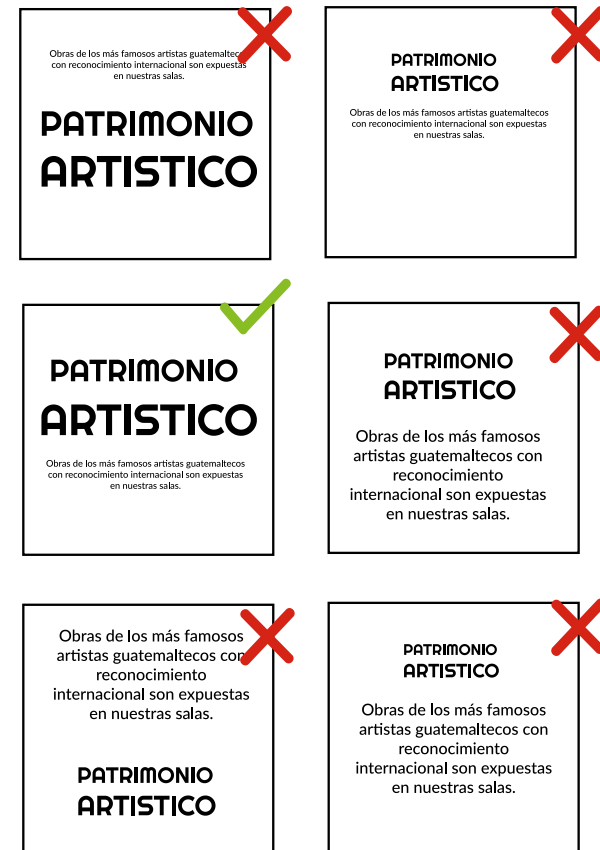 Obras de los más famosos artistas guatemaltecos
con reconocimiento internacional son expuestas
en nuestras salas.
PATRIMONIO
ARTISTICO
PATRIMONIO
ARTISTICO
Obras de los más famosos artistas guatemaltecos
con reconocimiento internacional son expuestas
en nuestras salas.
PATRIMONIO
ARTISTICO
Obras de los más famosos artistas guatemaltecos
con reconocimiento internacional son expuestas
en nuestras salas.
PATRIMONIO
ARTISTICO
Obras de los más famosos
artistas guatemaltecos con
reconocimiento
internacional son expuestas
en nuestras salas.
Obras de los más famosos
artistas guatemaltecos con
reconocimiento
internacional son expuestas
en nuestras salas.
PATRIMONIO
ARTISTICO
PATRIMONIO
ARTISTICO
Obras de los más famosos
artistas guatemaltecos con
reconocimiento
internacional son expuestas
en nuestras salas.